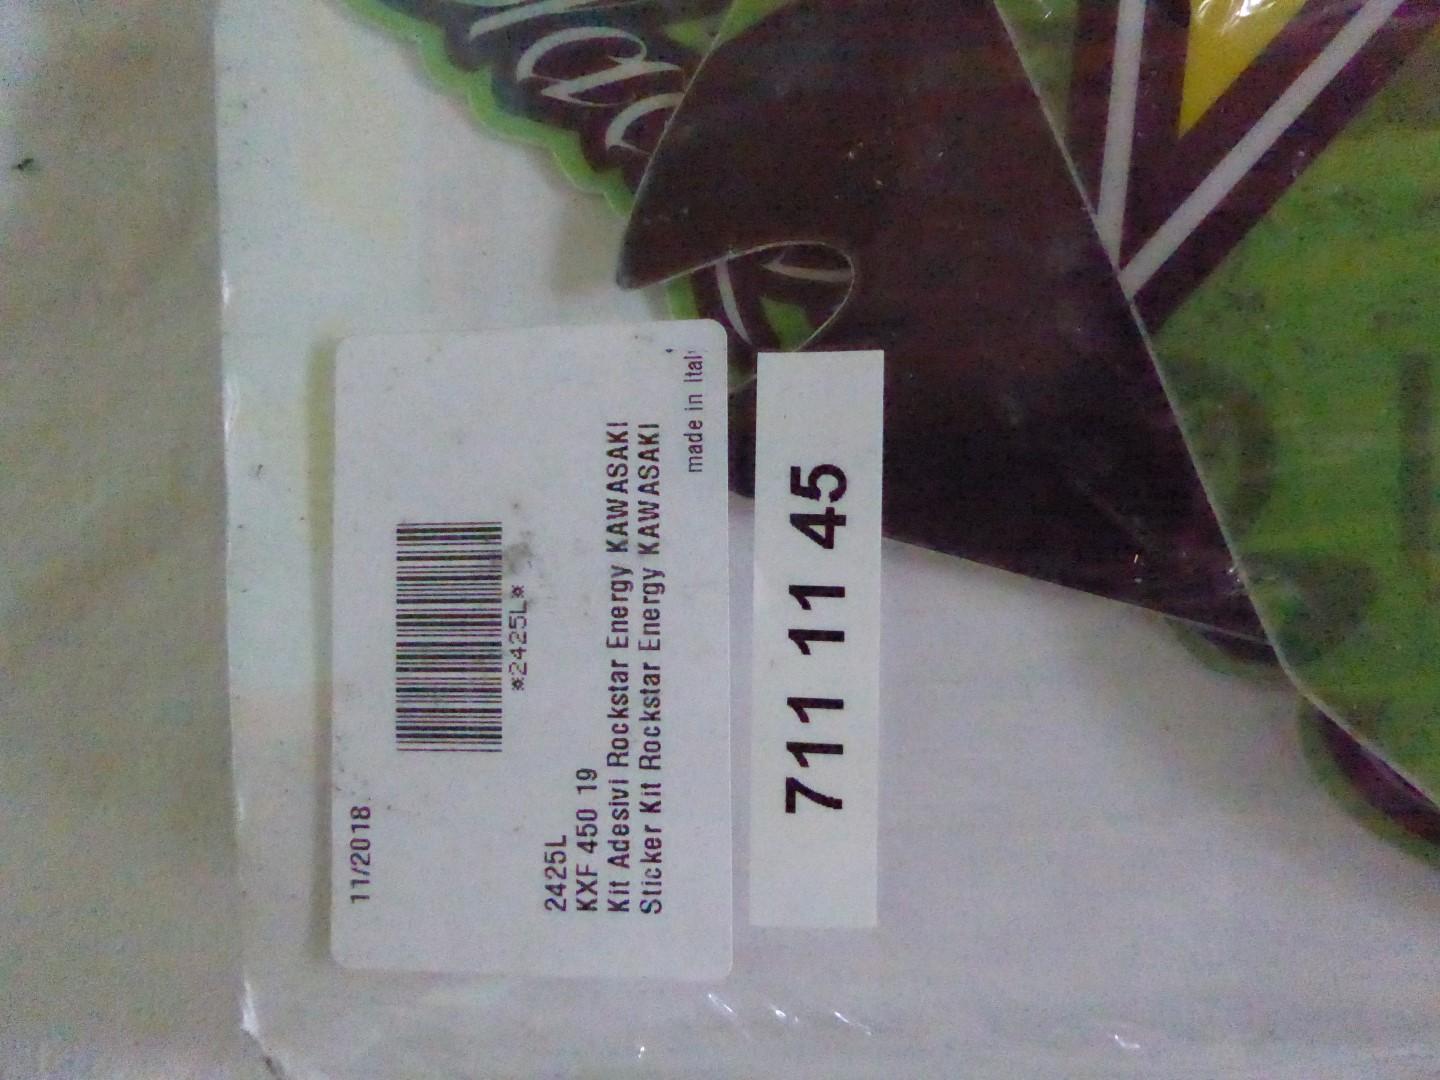 11/2018
*2425L*
2425L
KXF 450 19
Kit Adesivi Rockstar Energy KAWASAKI
Sticker Kit Rockstar Energy KAWASAKI
made in Italy
711 11 45